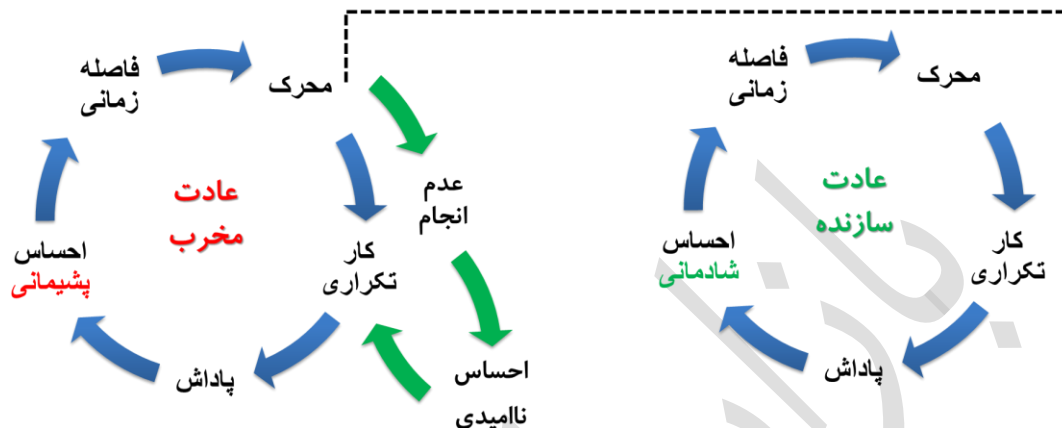 محرک
فاصله
زمانی
عادت
سازنده
کار
تکراری
احساس
شادمانی
پاداش
محرک
فاصله
زمانی
عدم
انجام
عادت
مخرب
کار
تکراری
احساس
پشیمانی
پاداش
احساس
ناامیدی